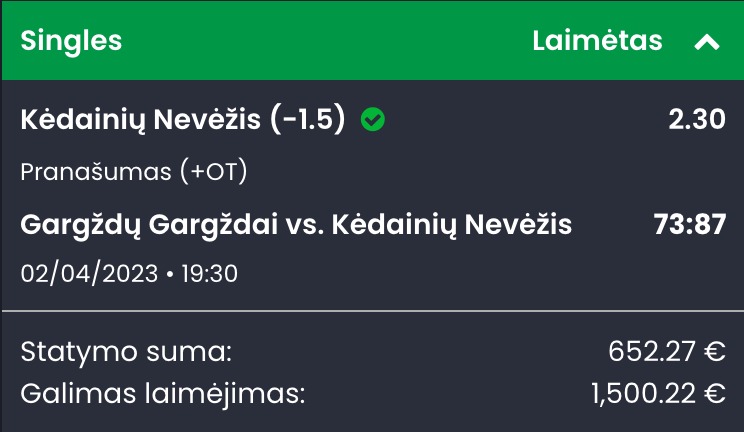 Singles Laimėtas
Kėdainių Nevėžis (-1.5) 2.30
Pranašumas (+OT)
Gargždų Gargždai vs. Kėdainių Nevėžis 73:87
02/04/2023 • 19:30
Statymo suma: 652.27 €
Galimas laimėjimas: 1,500.22 €